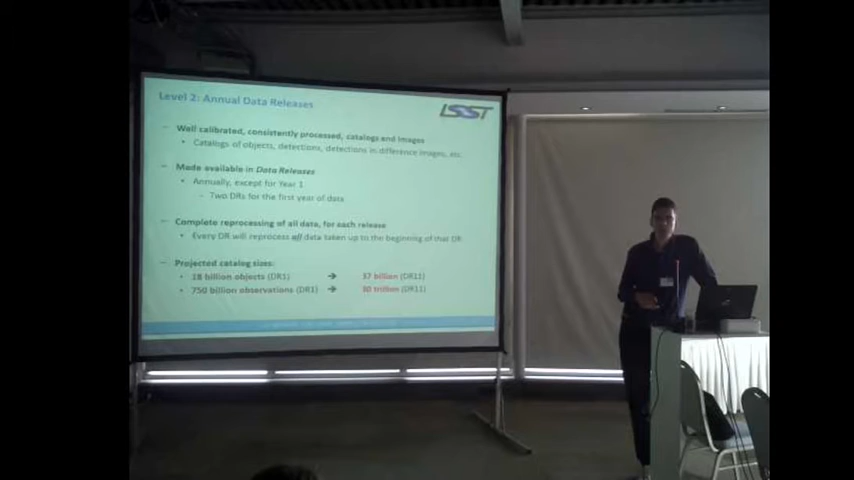 Level 2: Annual Data Releases
LSST
– Well calibrated, consistently processed, catalogs and images
• Catalogs of objects, detections, detections in difference images, etc.
– Made available in Data Releases
• Annually, except for Year 1
– Two DRs for the first year of data
– Complete reprocessing of all data, for each release
• Every DR will reprocess all data taken up to the beginning of that DR
– Projected catalog sizes:
• 18 billion objects (DR1) → 37 billion (DR11)
• 750 billion observations (DR1) → 30 trillion (DR11)